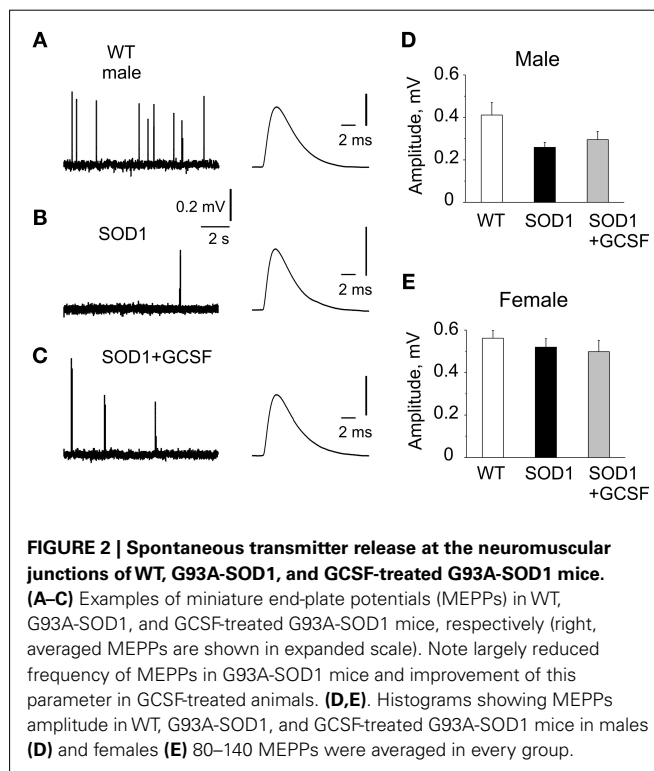 A
WT
male
2 ms
B
SOD1
0.2 mV
2 s
2 ms
C
SOD1+GCSF
2 ms
D
Male
Amplitude, mV
0.6
0.4
0.2
0
WT
SOD1
SOD1
+GCSF
E
Female
Amplitude, mV
0.6
0.4
0.2
0
WT
SOD1
SOD1
+GCSF
FIGURE 2 | Spontaneous transmitter release at the neuromuscular
junctions of WT, G93A-SOD1, and GCSF-treated G93A-SOD1 mice.
(A–C) Examples of miniature end-plate potentials (MEPPs) in WT,
G93A-SOD1, and GCSF-treated G93A-SOD1 mice, respectively (right,
averaged MEPPs are shown in expanded scale). Note largely reduced
frequency of MEPPs in G93A-SOD1 mice and improvement of this
parameter in GCSF-treated animals. (D,E). Histograms showing MEPPs
amplitude in WT, G93A-SOD1, and GCSF-treated G93A-SOD1 mice in males
(D) and females (E) 80–140 MEPPs were averaged in every group.